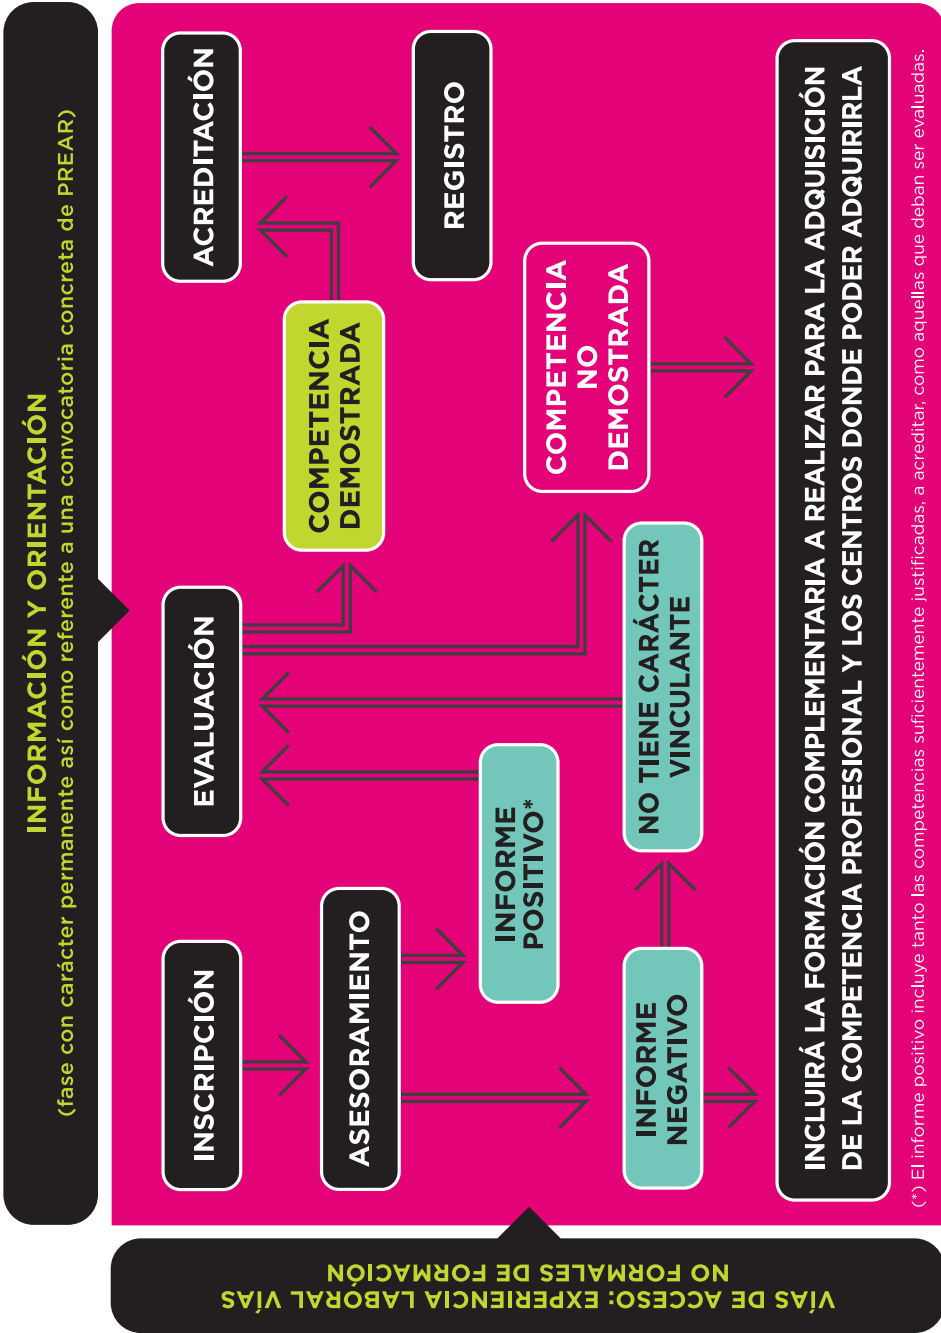 INFORMACIÓN Y ORIENTACIÓN
(fase con carácter permanente así como referente a una convocatoria concreta de PREAR)
VÍAS DE ACCESO: EXPERIENCIA LABORAL VÍAS
NO FORMALES DE FORMACIÓN
INSCRIPCIÓN
EVALUACIÓN
ACREDITACIÓN
ASESORAMIENTO
COMPETENCIA
DEMOSTRADA
REGISTRO
INFORME
POSITIVO*
COMPETENCIA
NO
DEMOSTRADA
INFORME
NEGATIVO
NO TIENE CARÁCTER
VINCULANTE
INCLUIRÁ LA FORMACIÓN COMPLEMENTARIA A REALIZAR PARA LA ADQUISICIÓN
DE LA COMPETENCIA PROFESIONAL Y LOS CENTROS DONDE PODER ADQUIRIRLA
(*) El informe positivo incluye tanto las competencias suficientemente justificadas, a acreditar, como aquellas que deban ser evaluadas.